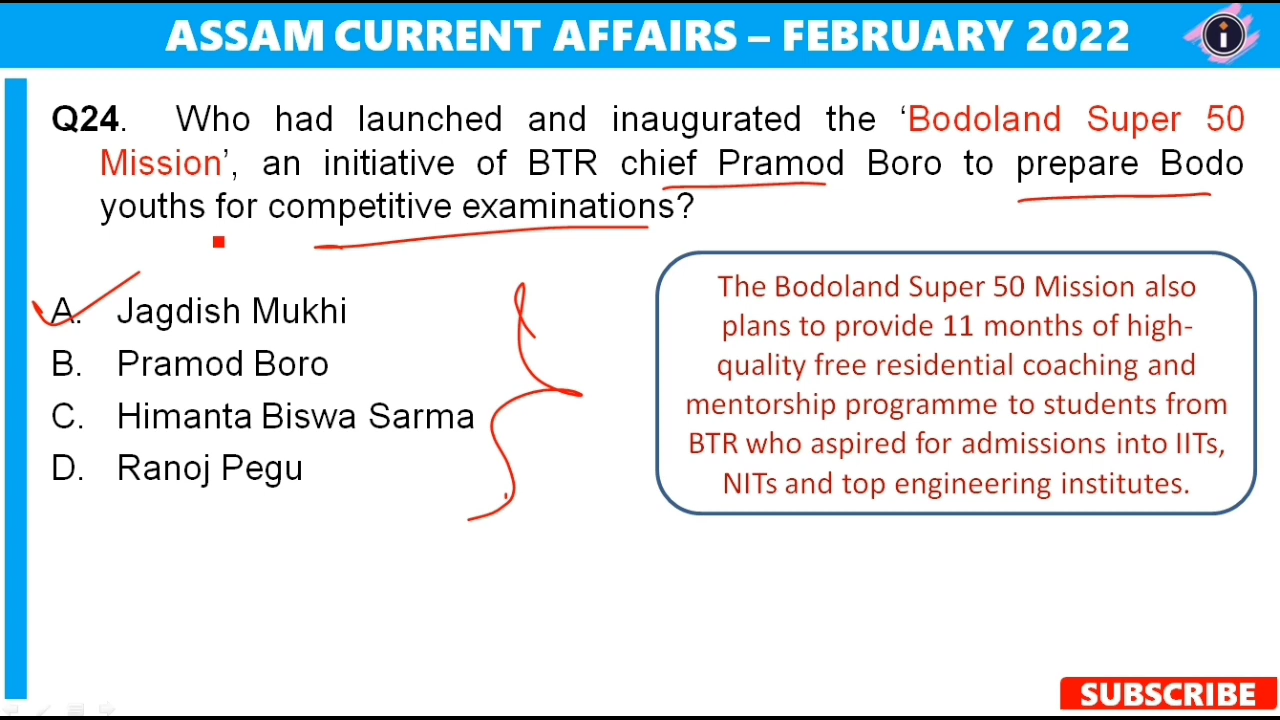 ASSAM CURRENT AFFAIRS – FEBRUARY 2022
i
Q24. Who had launched and inaugurated the ‘Bodoland Super 50
Mission’, an initiative of BTR chief Pramod Boro to prepare Bodo
youths for competitive examinations?
A. Jagdish Mukhi
B. Pramod Boro
C. Himanta Biswa Sarma
D. Ranoj Pegu
The Bodoland Super 50 Mission also
plans to provide 11 months of high-
quality free residential coaching and
mentorship programme to students from
BTR who aspired for admissions into IITs,
NITs and top engineering institutes.
SUBSCRIBE